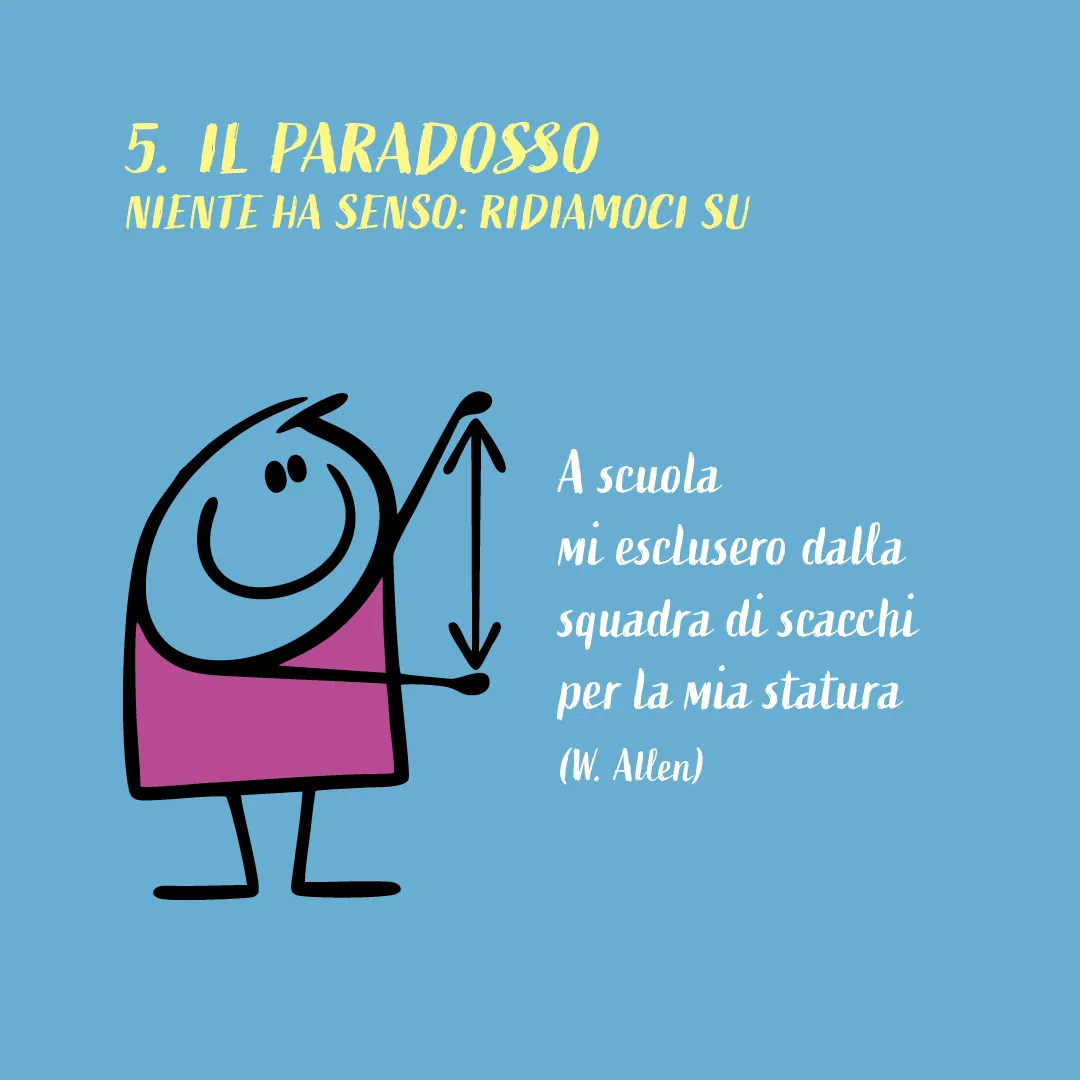 5. IL PARADOSSO
NIENTE HA SENSO: RIDIAMOCI SU
A scuola
mi esclusero dalla
squadra di scacchi
per la mia statura
(W. Allen)